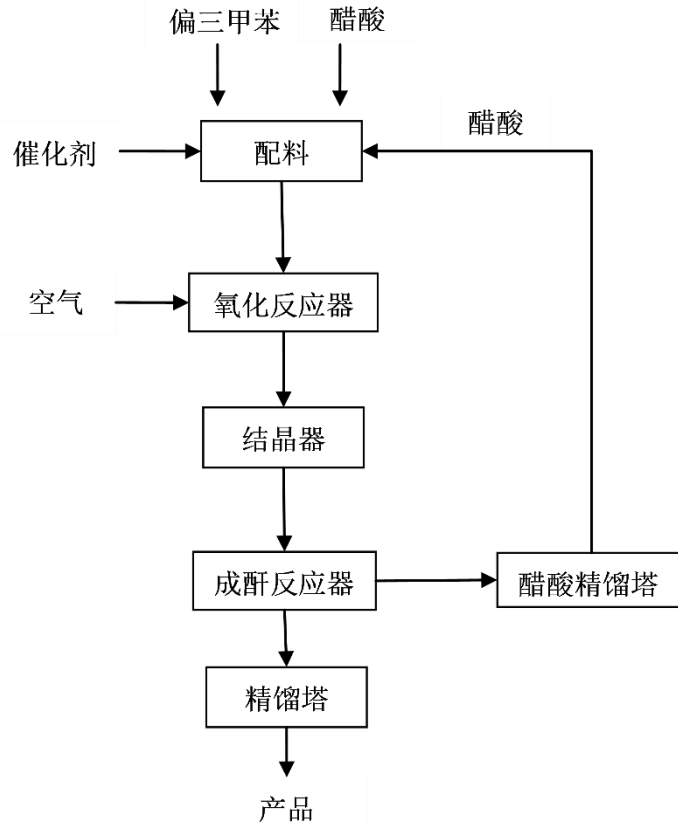 偏三甲苯
醋酸
醋酸
催化剂
配料
空气
氧化反应器
结晶器
成酐反应器
醋酸精馏塔
精馏塔
产品